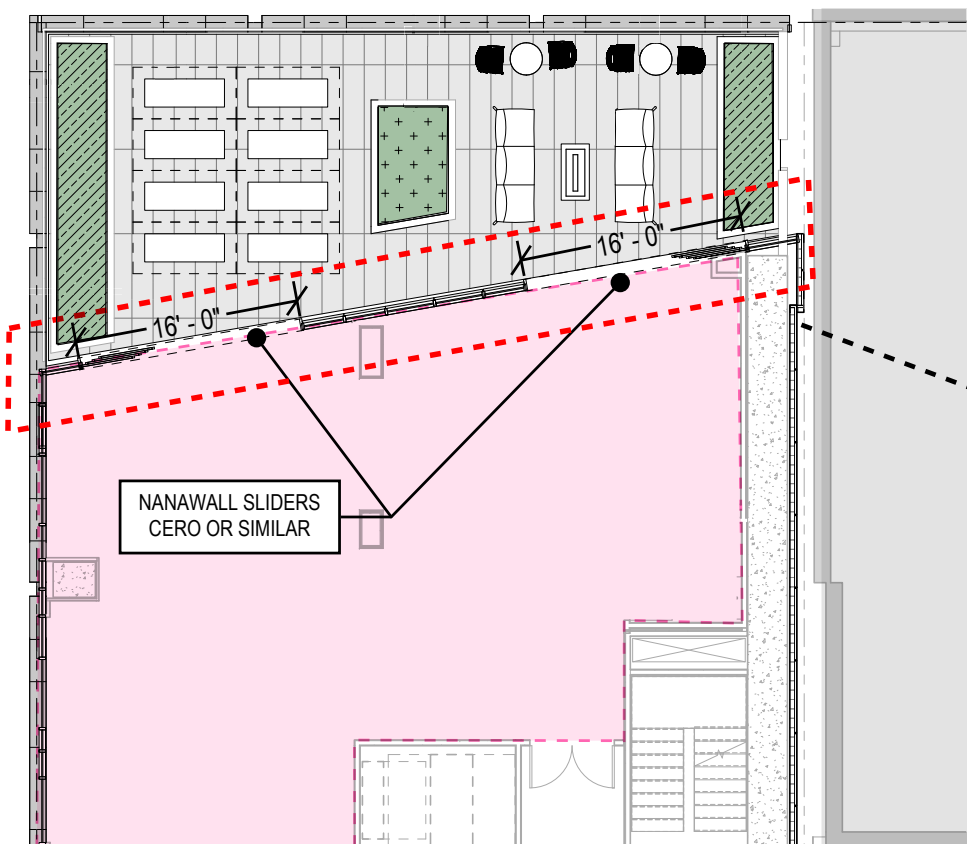 16' - 0"
16' - 0"
NANAWALL SLIDERS
CERO OR SIMILAR